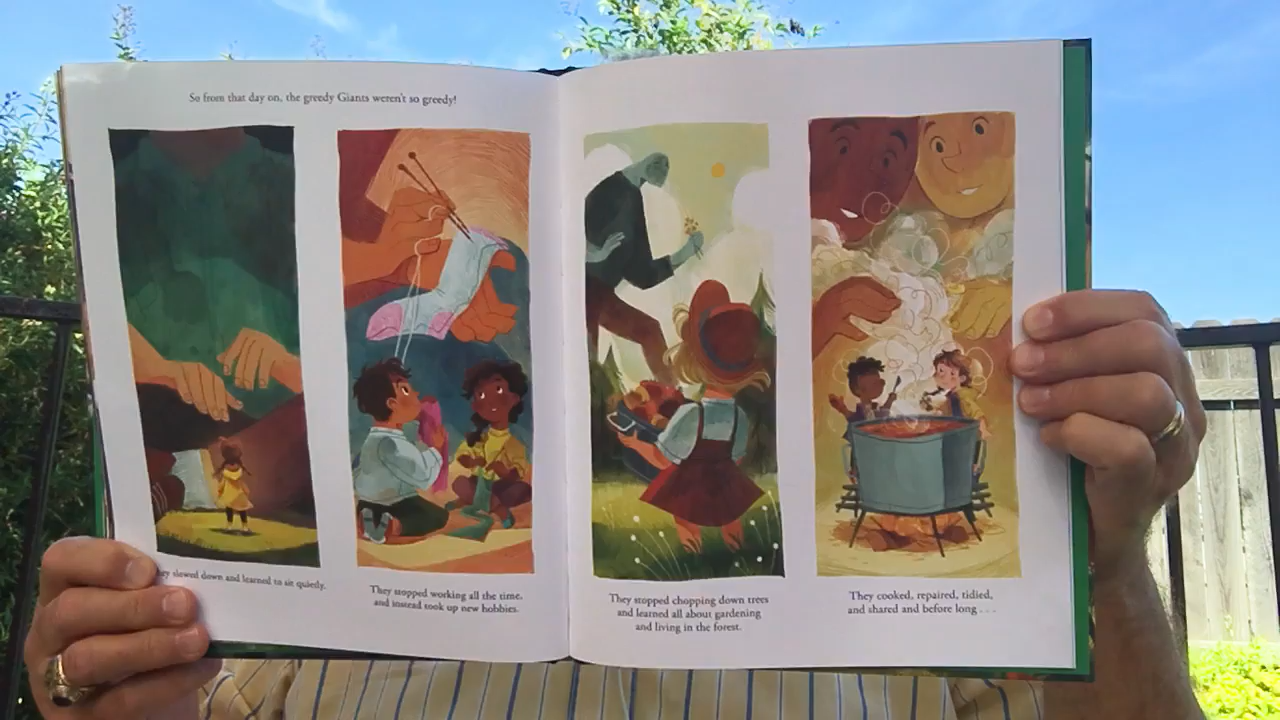 So from that day on, the greedy Giants weren't so greedy!
slowed down and learned to sit quietly.
They stopped working all the time,
and instead took up new hobbies.
They stopped chopping down trees
and learned all about gardening
and living in the forest.
They cooked, repaired, tidied,
and shared and before long . . .